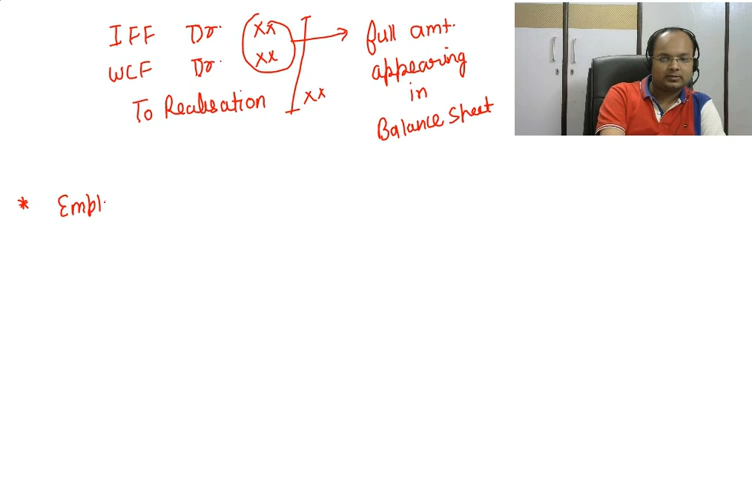 IFF Dr. xx
WCF Dr. xx
To Realisation xx
full amt.
appearing
in
Balance Sheet
* Empl.